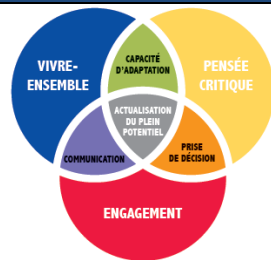 VIVRE-
ENSEMBLE
CAPACITÉ
D'ADAPTATION
PENSÉE
CRITIQUE
ACTUALISATION
DU PLEIN
POTENTIEL
COMMUNICATION
PRISE
DE DÉCISION
ENGAGEMENT